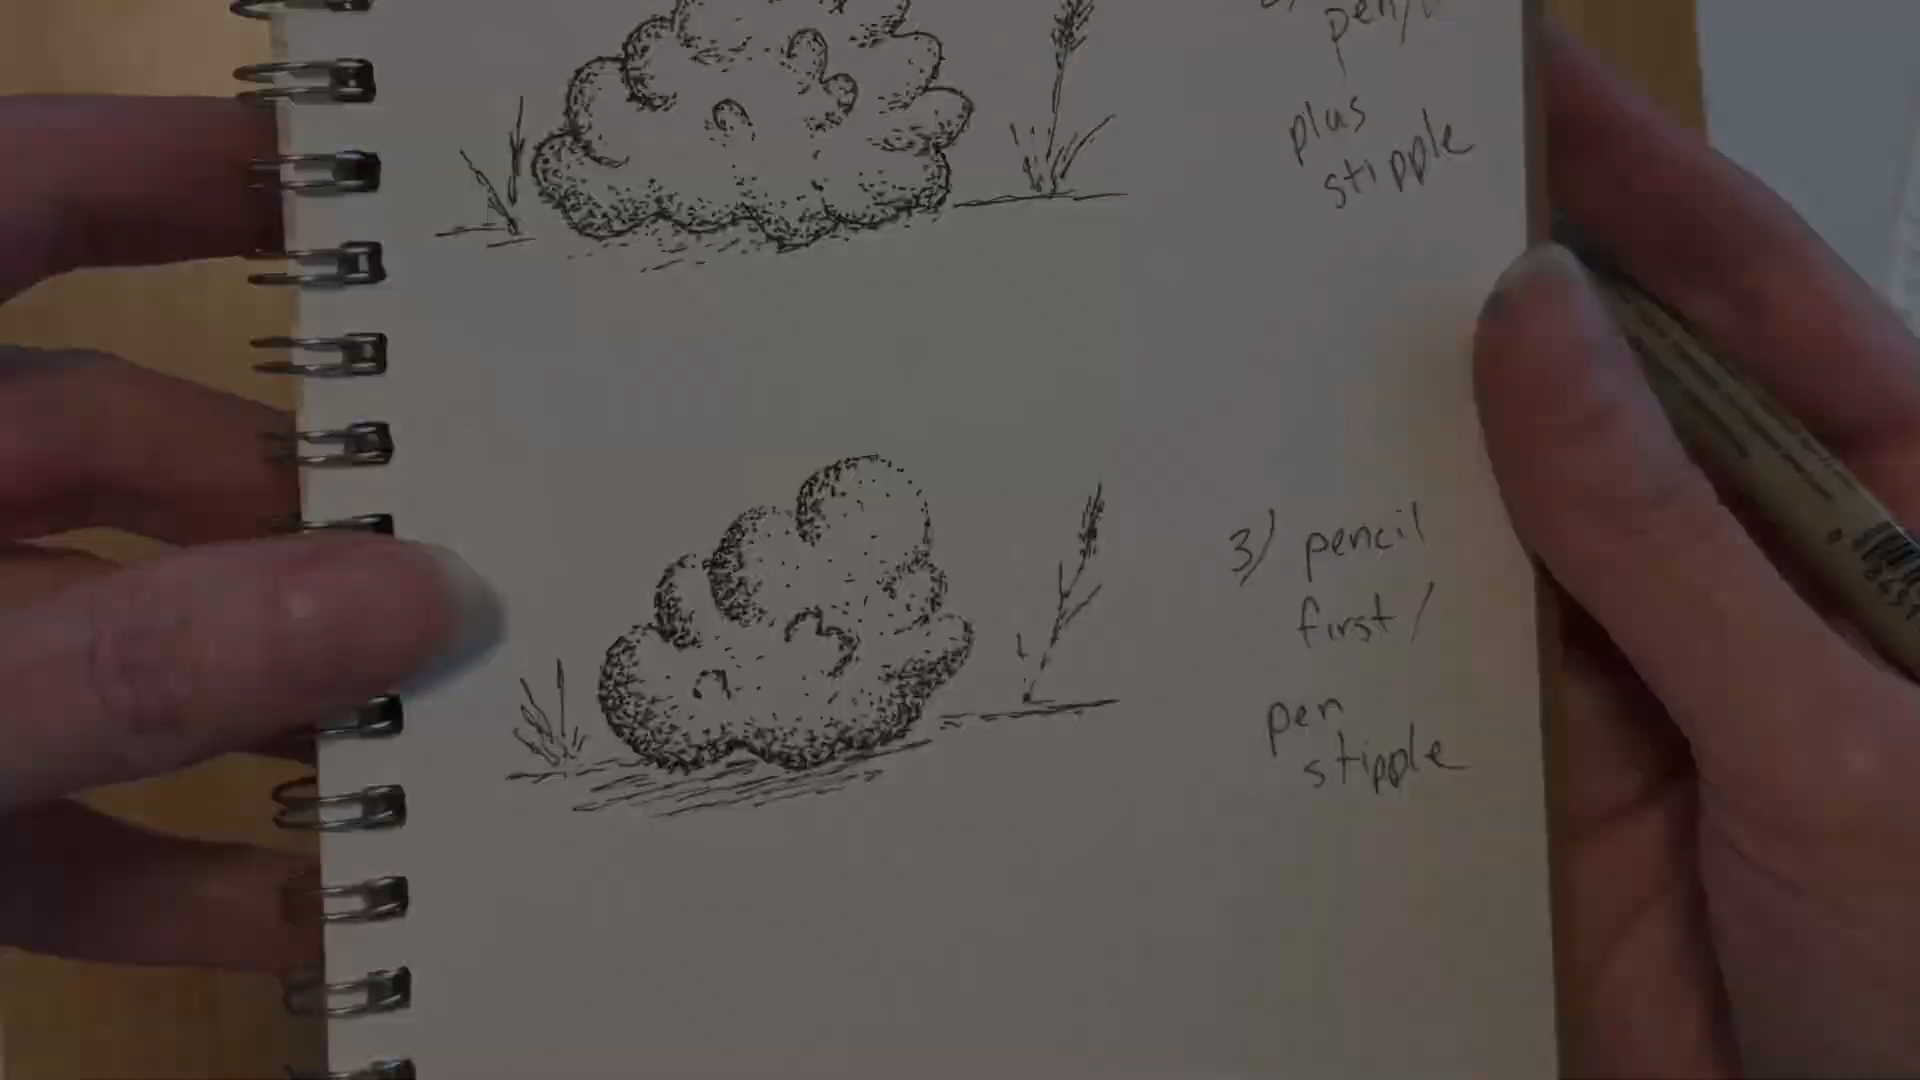 plus
stipple
3/ pencil
first/
pen
stipple